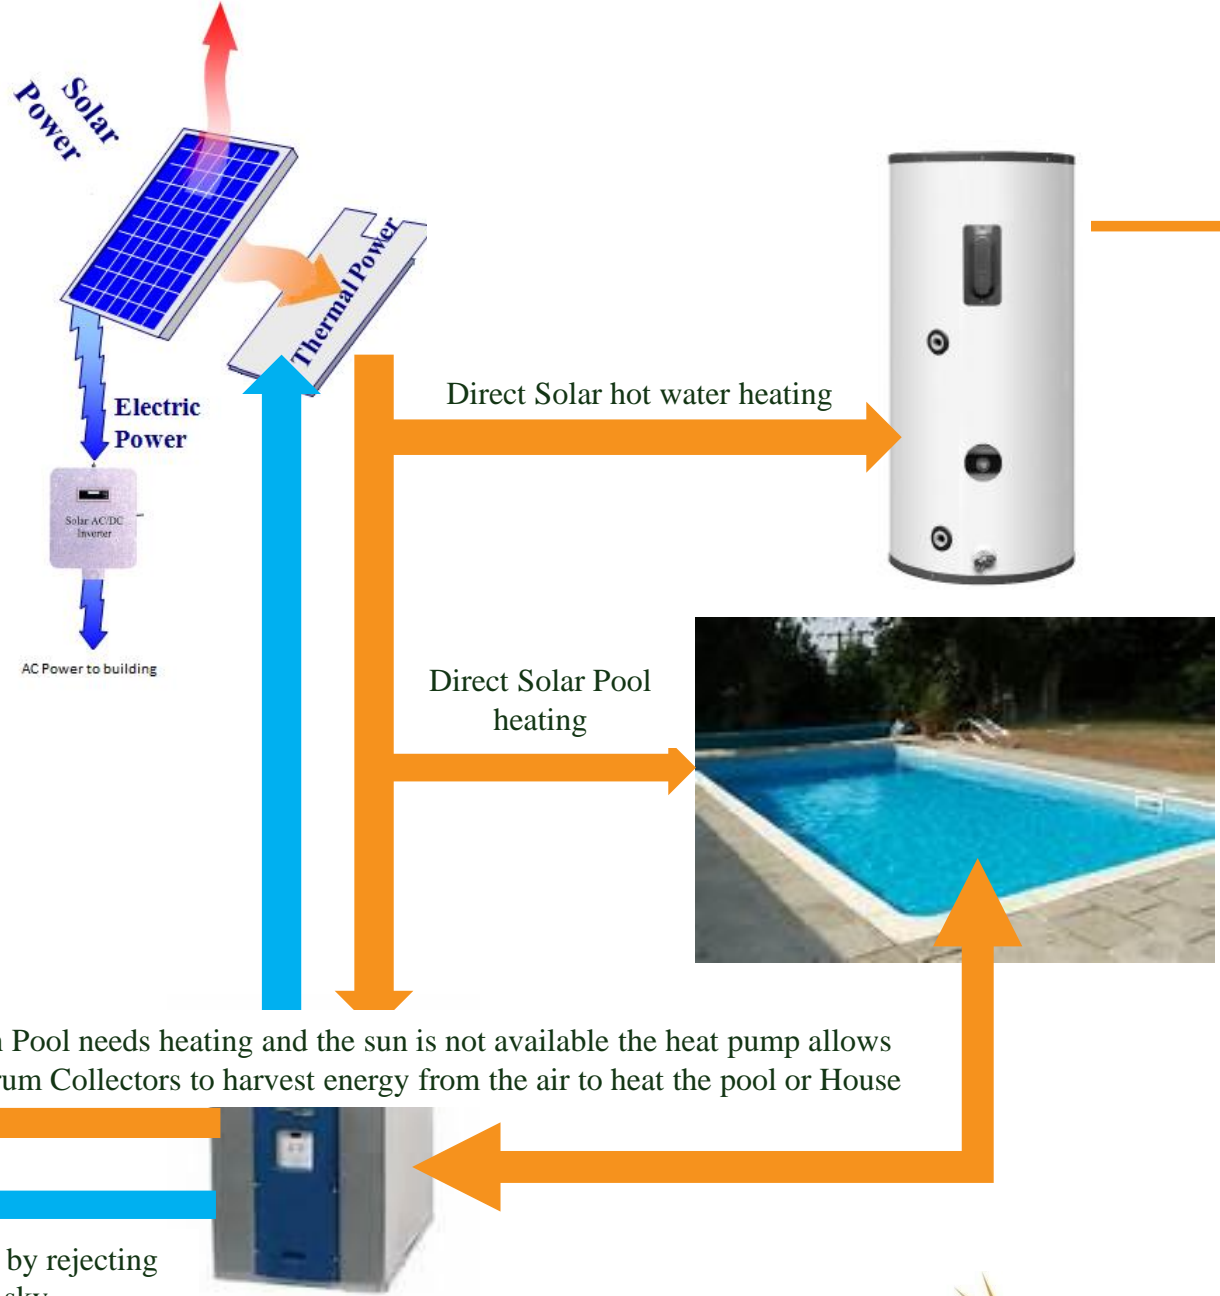 Solar
Power
Thermal Power
Electric
Power
Direct Solar hot water heating
Solar AC/DC
Inverter
AC Power to building
Direct Solar Pool
heating
Pool needs heating and the sun is not available the heat pump allows
Collectors to harvest energy from the air to heat the pool or House
by rejecting
sky